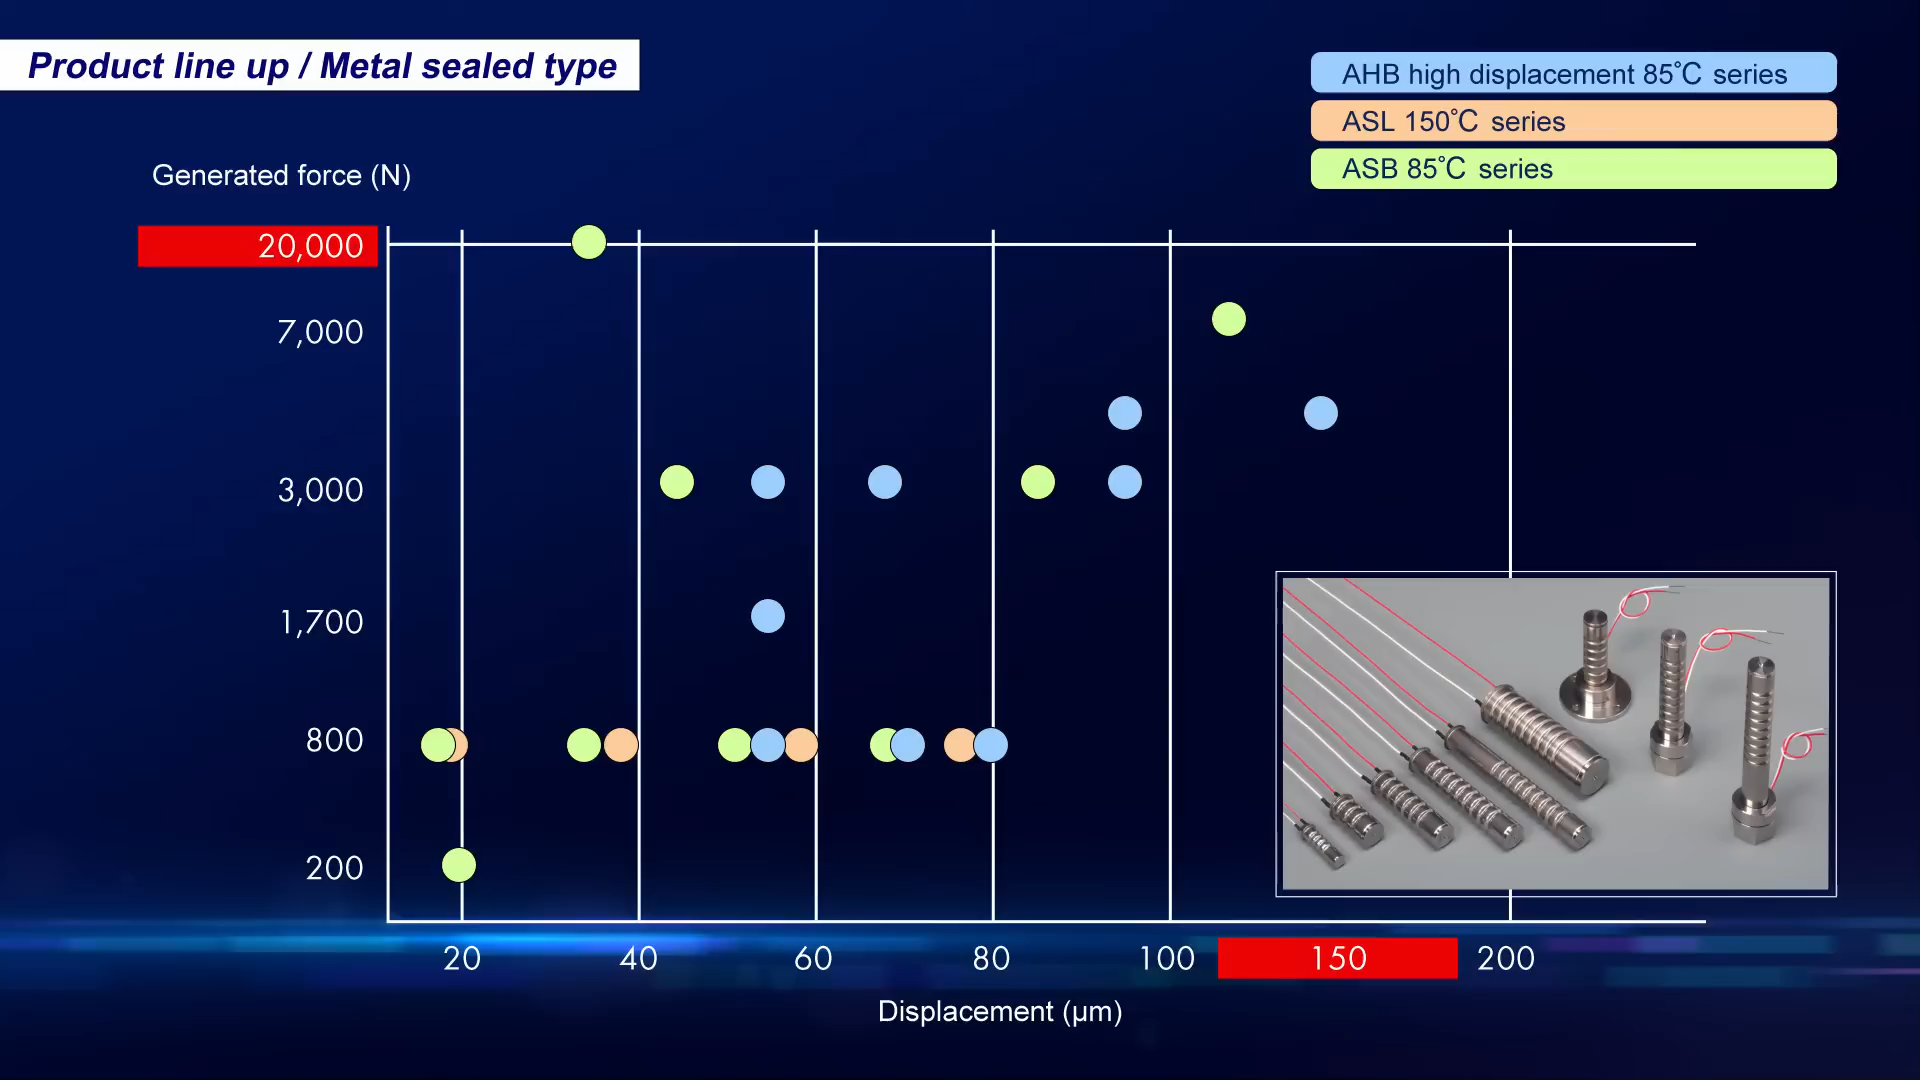 Product line up / Metal sealed type
AHB high displacement 85℃ series
ASL 150℃ series
ASB 85℃ series
Generated force (N)
20,000
7,000
3,000
1,700
800
200
20 40 60 80 100 150 200
Displacement (μm)